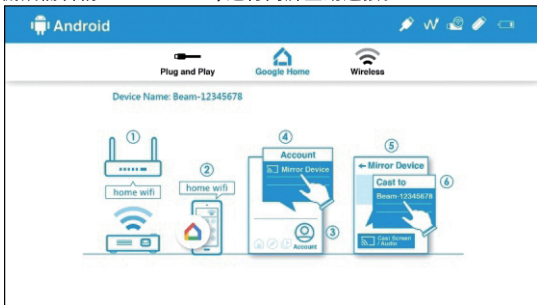 Android
Plug and Play
Google Home
Wireless
Device Name: Beam-12345678
①
home wifi
②
home wifi
④
Account
Mirror Device
③
Account
⑤
← Mirror Device
Cast to
⑥
Beam-12345678
Cast Screen
/ Audio